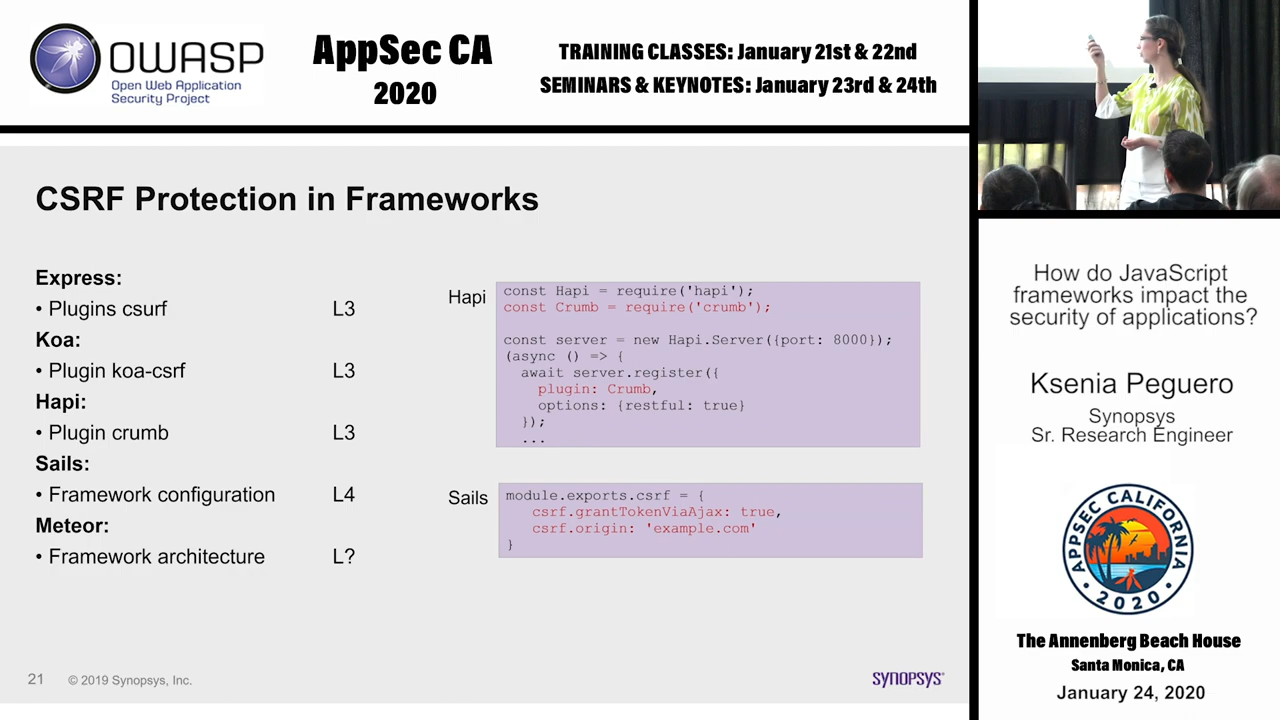 OWASP
Open Web Application
Security Project
AppSec CA
2020
TRAINING CLASSES: January 21st & 22nd
SEMINARS & KEYNOTES: January 23rd & 24th
CSRF Protection in Frameworks
Express:
• Plugins csurf L3
Koa:
• Plugin koa-csrf L3
Hapi:
• Plugin crumb L3
Sails:
• Framework configuration L4
Meteor:
• Framework architecture L?
Hapi
const Hapi = require('hapi');
const Crumb = require('crumb');
const server = new Hapi.Server({port: 8000});
(async () => {
await server.register({
plugin: Crumb,
options: {restful: true}
});
...
Sails
module.exports.csrf = {
csrf.grantTokenViaAjax: true,
csrf.origin: 'example.com'
}
21 © 2019 Synopsys, Inc.
SYNOPSYS®
How do JavaScript
frameworks impact the
security of applications?
Ksenia Peguero
Synopsys
Sr. Research Engineer
APPSEC CALIFORNIA
• 2020 •
The Annenberg Beach House
Santa Monica, CA
January 24, 2020